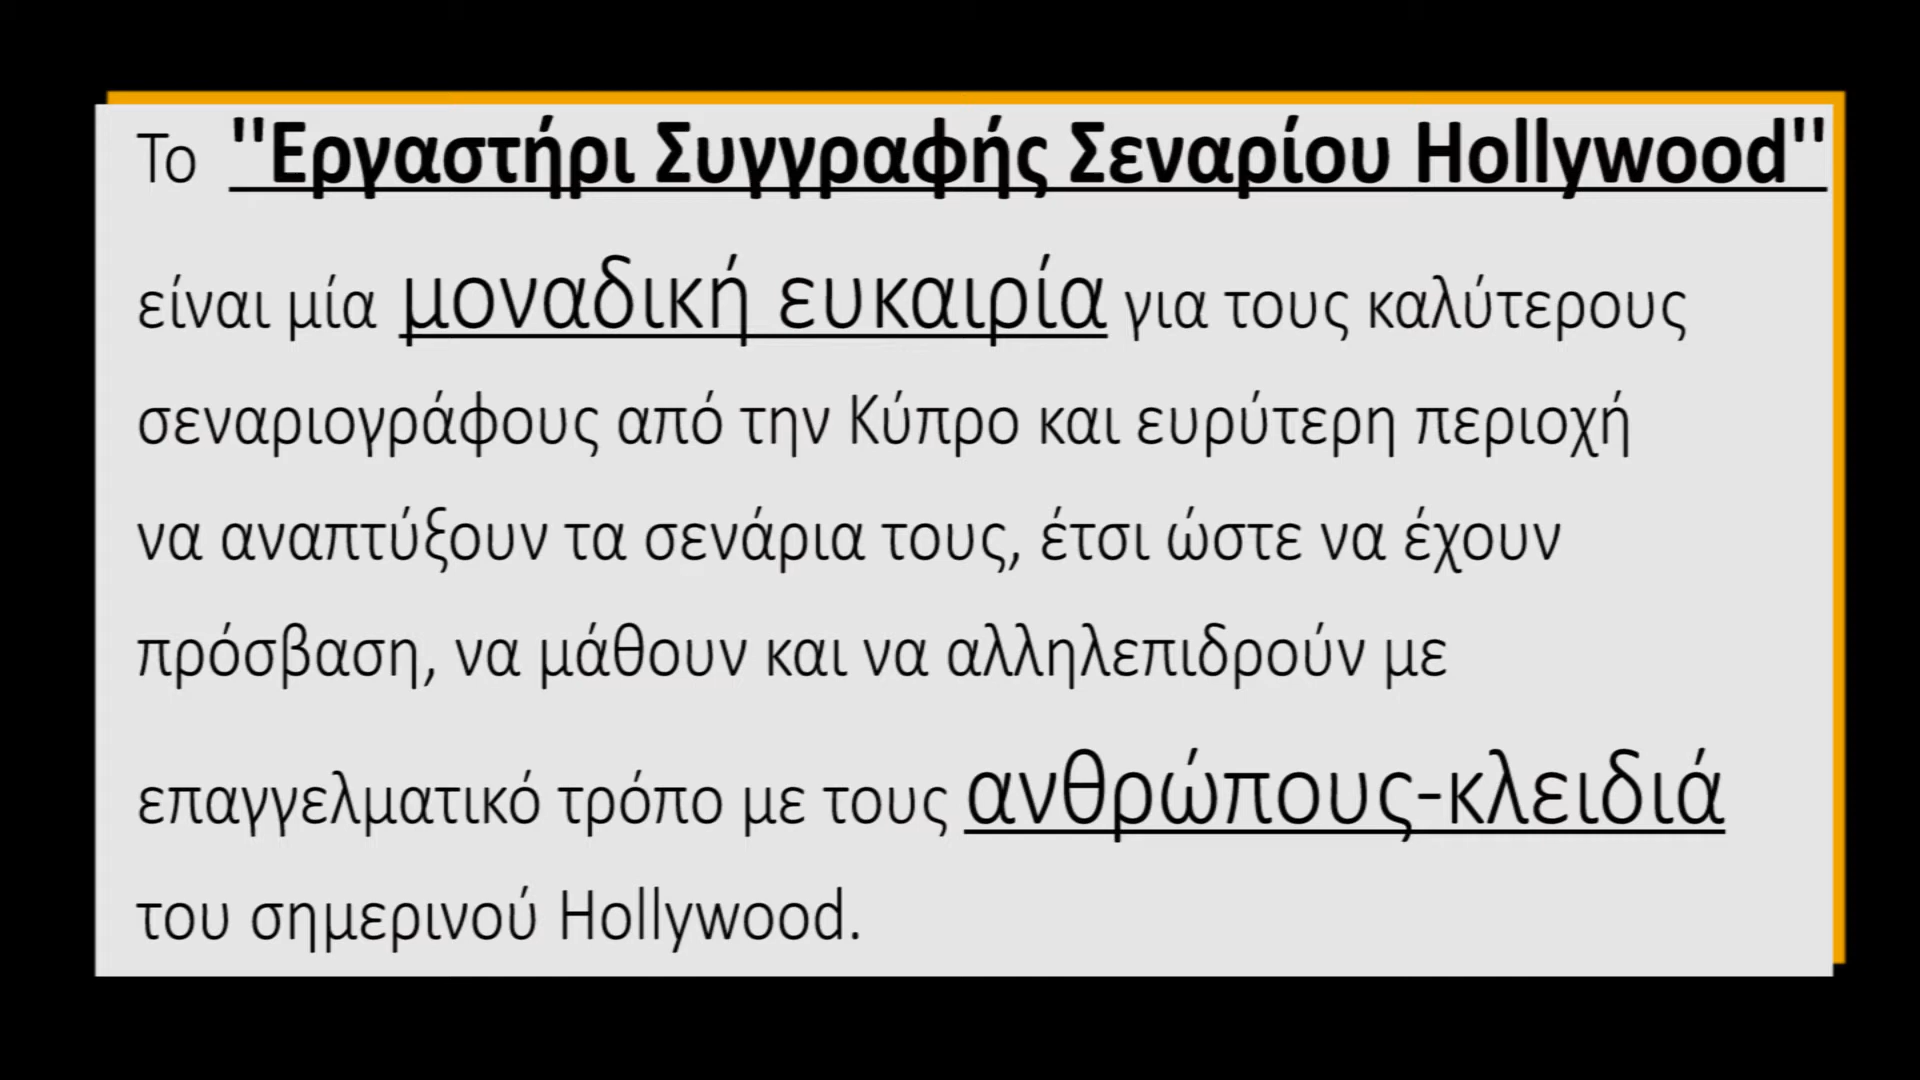 Το ''Εργαστήρι Συγγραφής Σεναρίου Hollywood''
είναι μία μοναδική ευκαιρία για τους καλύτερους
σεναριογράφους από την Κύπρο και ευρύτερη περιοχή
να αναπτύξουν τα σενάρια τους, έτσι ώστε να έχουν
πρόσβαση, να μάθουν και να αλληλεπιδρούν με
επαγγελματικό τρόπο με τους ανθρώπους-κλειδιά
του σημερινού Hollywood.